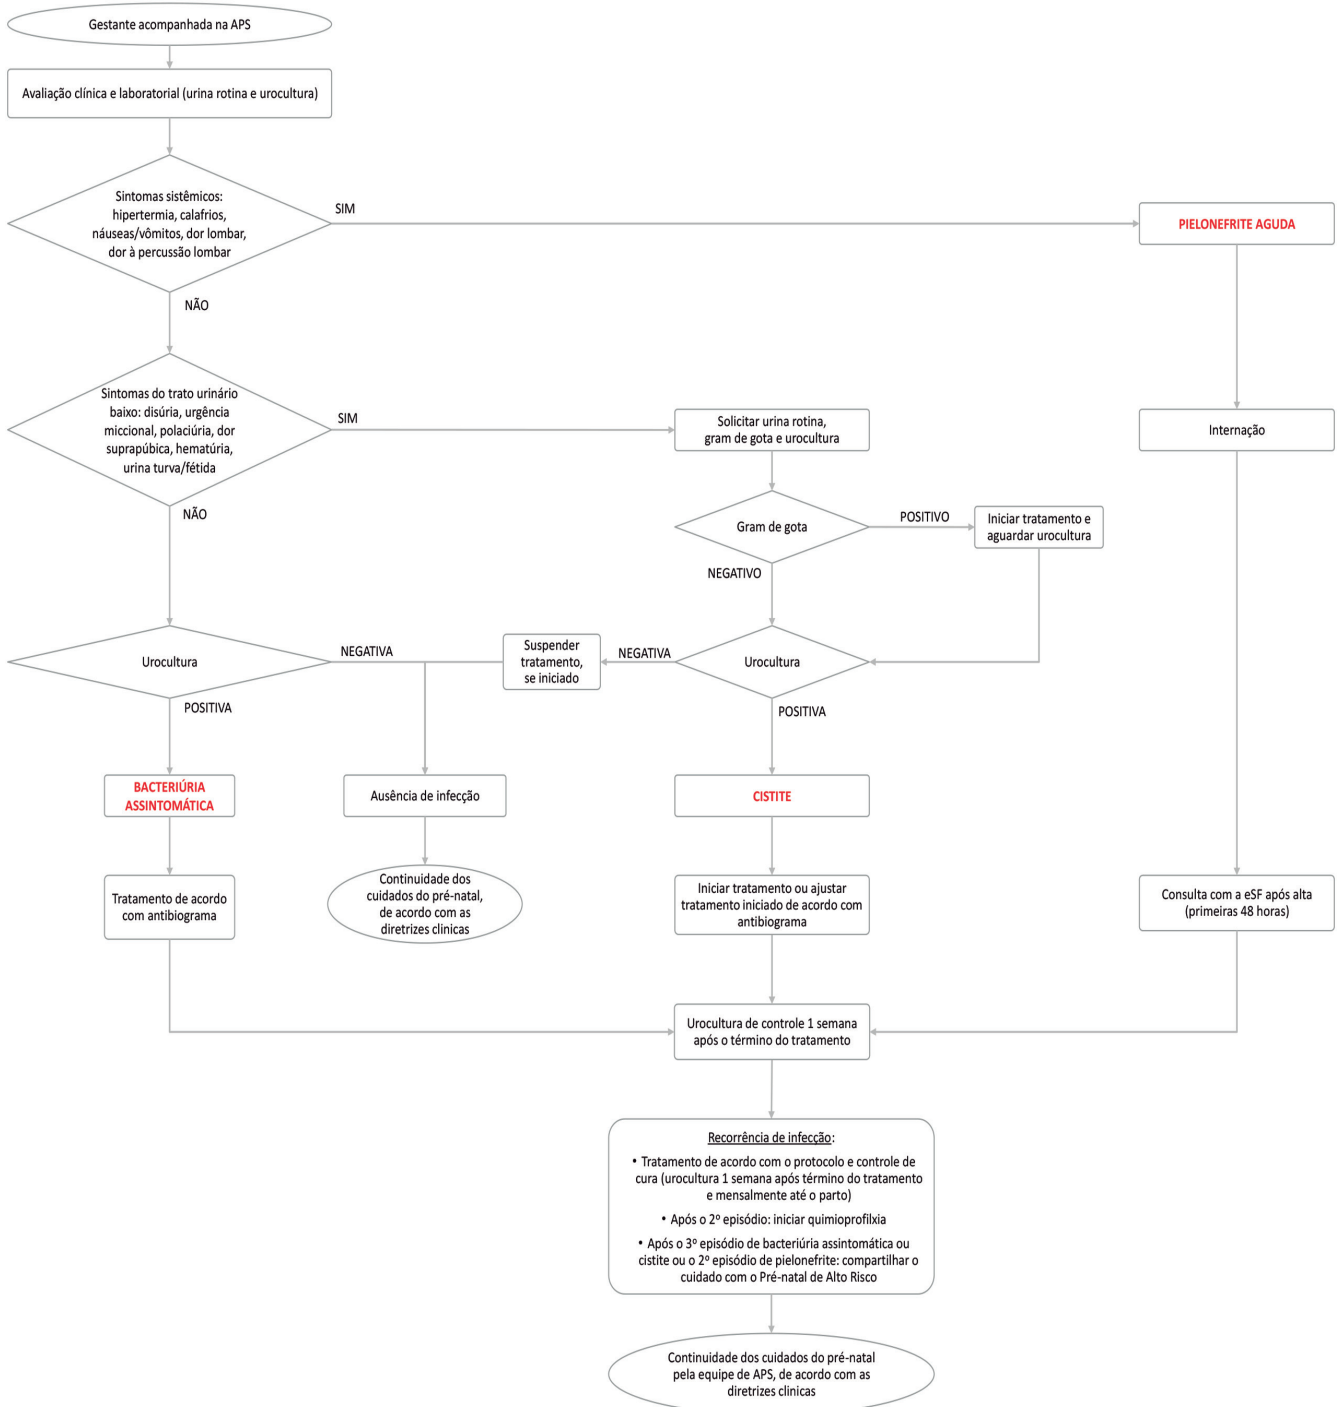 Gestante acompanhada na APS
Avaliação clínica e laboratorial (urina rotina e urocultura)
Sintomas sistêmicos:
hipertermia, calafrios,
náuseas/vômitos, dor lombar,
dor à percussão lombar
SIM
PIELONEFRITE AGUDA
NÃO
Sintomas do trato urinário
baixo: disúria, urgência
miccional, polaciúria, dor
suprapúbica, hematúria,
urina turva/fétida
SIM
Solicitar urina rotina,
gram de gota e urocultura
Internação
NÃO
Gram de gota
POSITIVO
Iniciar tratamento e
aguardar urocultura
NEGATIVO
Urocultura
NEGATIVA
Suspender
tratamento,
se iniciado
NEGATIVA
Urocultura
POSITIVA
POSITIVA
BACTERIÚRIA
ASSINTOMÁTICA
Ausência de infecção
CISTITE
Tratamento de acordo
com antibiograma
Continuidade dos
cuidados do pré-natal,
de acordo com as
diretrizes clinicas
Iniciar tratamento ou ajustar
tratamento iniciado de acordo com
antibiograma
Consulta com a eSF após alta
(primeiras 48 horas)
Urocultura de controle 1 semana
após o término do tratamento
Recorrência de infecção:
• Tratamento de acordo com o protocolo e controle de
cura (urocultura 1 semana após término do tratamento
e mensalmente até o parto)
• Após o 2º episódio: iniciar quimioprofilxia
• Após o 3º episódio de bacteriúria assintomática ou
cistite ou o 2º episódio de pielonefrite: compartilhar o
cuidado com o Pré-natal de Alto Risco
Continuidade dos cuidados do pré-natal
pela equipe de APS, de acordo com as
diretrizes clinicas